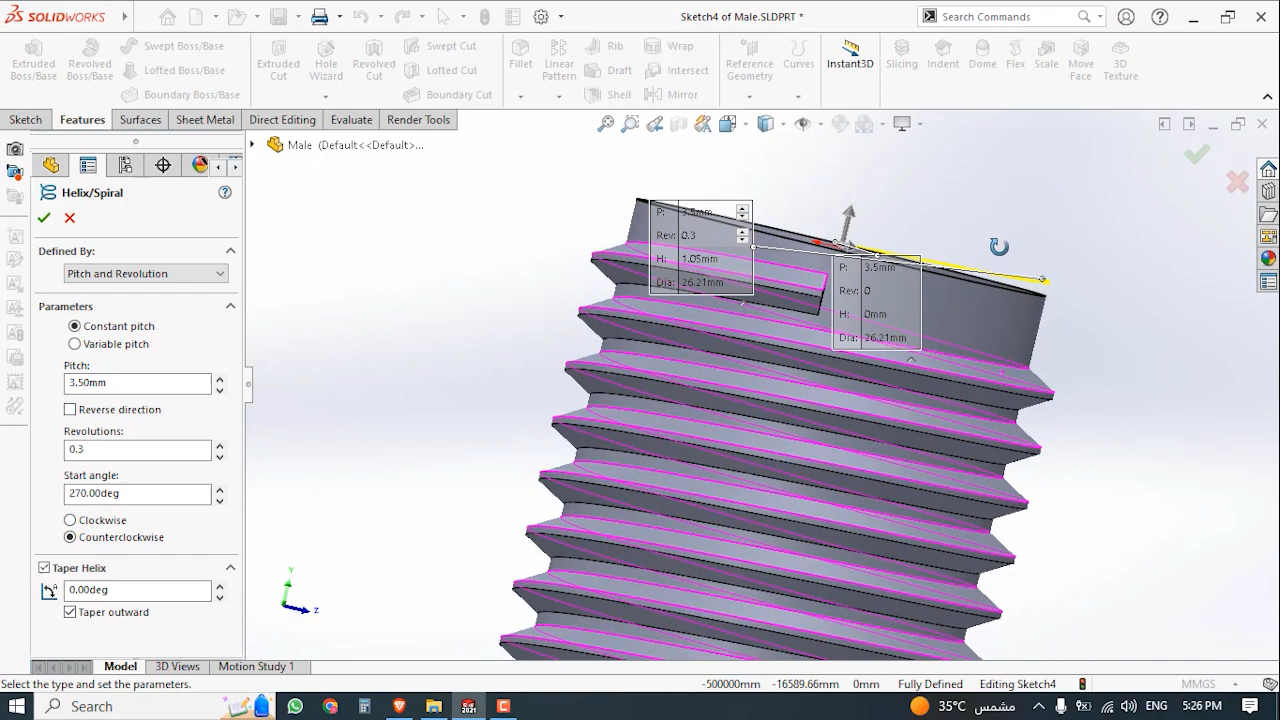 SOLIDWORKS
Sketch4 of Male.SLDPRT *
Search Commands
Extruded Boss/Base
Revolved Boss/Base
Swept Boss/Base
Lofted Boss/Base
Boundary Boss/Base
Extruded Cut
Hole Wizard
Revolved Cut
Swept Cut
Lofted Cut
Boundary Cut
Fillet
Linear Pattern
Rib
Draft
Shell
Wrap
Intersect
Mirror
Reference Geometry
Curves
Instant3D
Slicing
Indent
Dome
Flex
Scale
Move Face
3D Texture
Sketch
Features
Surfaces
Sheet Metal
Direct Editing
Evaluate
Render Tools
Male (Default<<Default>...
Helix/Spiral
Defined By:
Pitch and Revolution
Parameters
Constant pitch
Variable pitch
Pitch:
3.50mm
Reverse direction
Revolutions:
0.3
Start angle:
270.00deg
Clockwise
Counterclockwise
Taper Helix
0.00deg
Taper outward
P: 3.5mm
Rev: 0.3
H: 1.05mm
Dia: 26.21mm
P: 3.5mm
Rev: 0
H: 0mm
Dia: 26.21mm
Y
Z
Model
3D Views
Motion Study 1
Select the type and set the parameters.
-500000mm
-16589.66mm
0mm
Fully Defined
Editing Sketch4
MMGS
Search
35°C
مشمس
ENG
5:26 PM